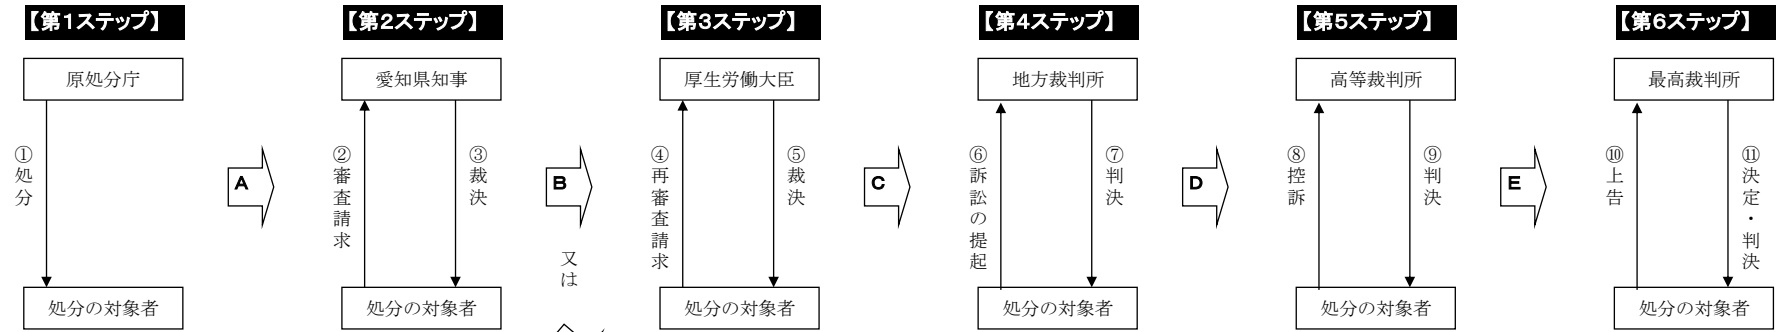 【第1ステップ】
【第2ステップ】
【第3ステップ】
【第4ステップ】
【第5ステップ】
【第6ステップ】
原処分庁
愛知県知事
厚生労働大臣
地方裁判所
高等裁判所
最高裁判所
①処分
A
②審査請求
③裁決
B
又は
④再審査請求
⑤裁決
C
⑥訴訟の提起
⑦判決
D
⑧控訴
⑨判決
E
⑩上告
⑪決定・判決
処分の対象者
処分の対象者
処分の対象者
処分の対象者
処分の対象者
処分の対象者